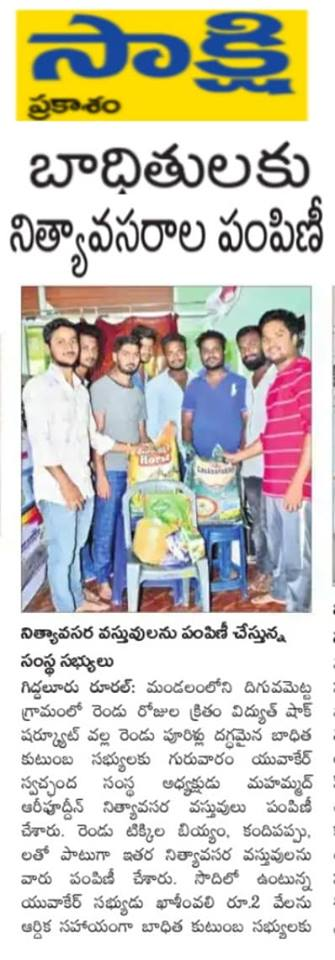 సాక్షి
ప్రకాశం
బాధితులకు
నిత్యావసరాల పంపిణీ
నిత్యావసర వస్తువులను పంపిణీ చేస్తున్న
సంస్థ సభ్యులు
గిద్దలూరు రూరల్: మండలంలోని దిగువమెట్ట
గ్రామంలో రెండు రోజుల క్రితం విద్యుత్ షాక్
షర్క్యూట్ వల్ల రెండు పూరిళ్లు దగ్ధమైన బాధిత
కుటుంబ సభ్యులకు గురువారం యువాకేర్
స్వచ్ఛంద సంస్థ అధ్యక్షుడు మహమ్మద్
ఆరీఫుద్దీన్ నిత్యావసర వస్తువులు పంపిణీ
చేశారు. రెండు టిక్కీల బియ్యం, కందిపప్పు,
లతో పాటుగా ఇతర నిత్యావసర వస్తువులను
వారు పంపిణీ చేశారు. సౌదిలో ఉంటున్న
యువాకేర్ సభ్యుడు ఖాశీంవలి రూ.2 వేలను
ఆర్థిక సహాయంగా బాధిత కుటుంబ సభ్యులకు